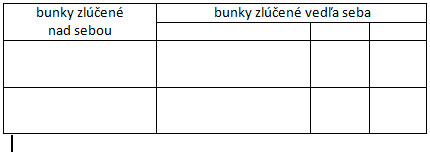 bunky zlúčené
nad sebou
bunky zlúčené vedľa seba